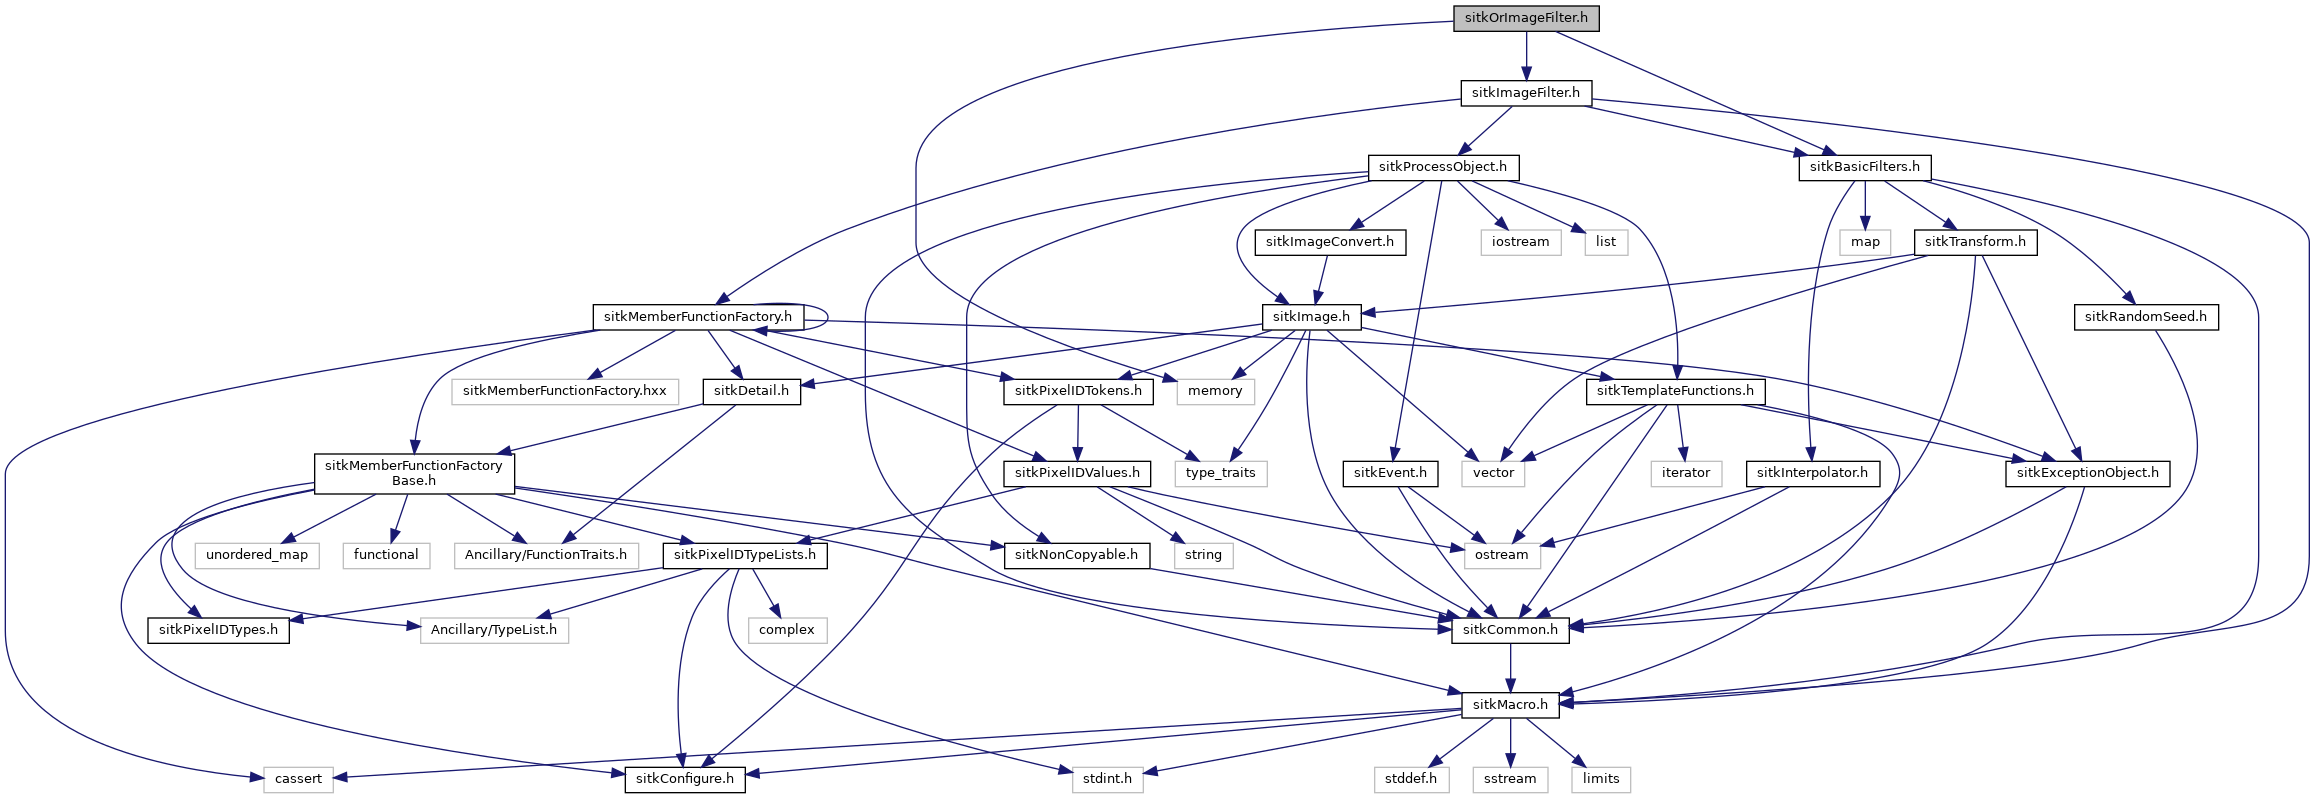 sitkOrImageFilter.h
sitkImageFilter.h
sitkProcessObject.h
sitkBasicFilters.h
sitkImageConvert.h
iostream
list
map
sitkTransform.h
sitkMemberFunctionFactory.h
sitkImage.h
sitkRandomSeed.h
sitkMemberFunctionFactory.hxx
sitkDetail.h
sitkPixelIDTokens.h
memory
sitkTemplateFunctions.h
sitkMemberFunctionFactory
Base.h
sitkPixelIDValues.h
type_traits
sitkEvent.h
vector
iterator
sitkInterpolator.h
sitkExceptionObject.h
unordered_map
functional
Ancillary/FunctionTraits.h
sitkPixelIDTypeLists.h
sitkNonCopyable.h
string
ostream
sitkPixelIDTypes.h
Ancillary/TypeList.h
complex
sitkCommon.h
sitkMacro.h
cassert
sitkConfigure.h
stdint.h
stddef.h
sstream
limits